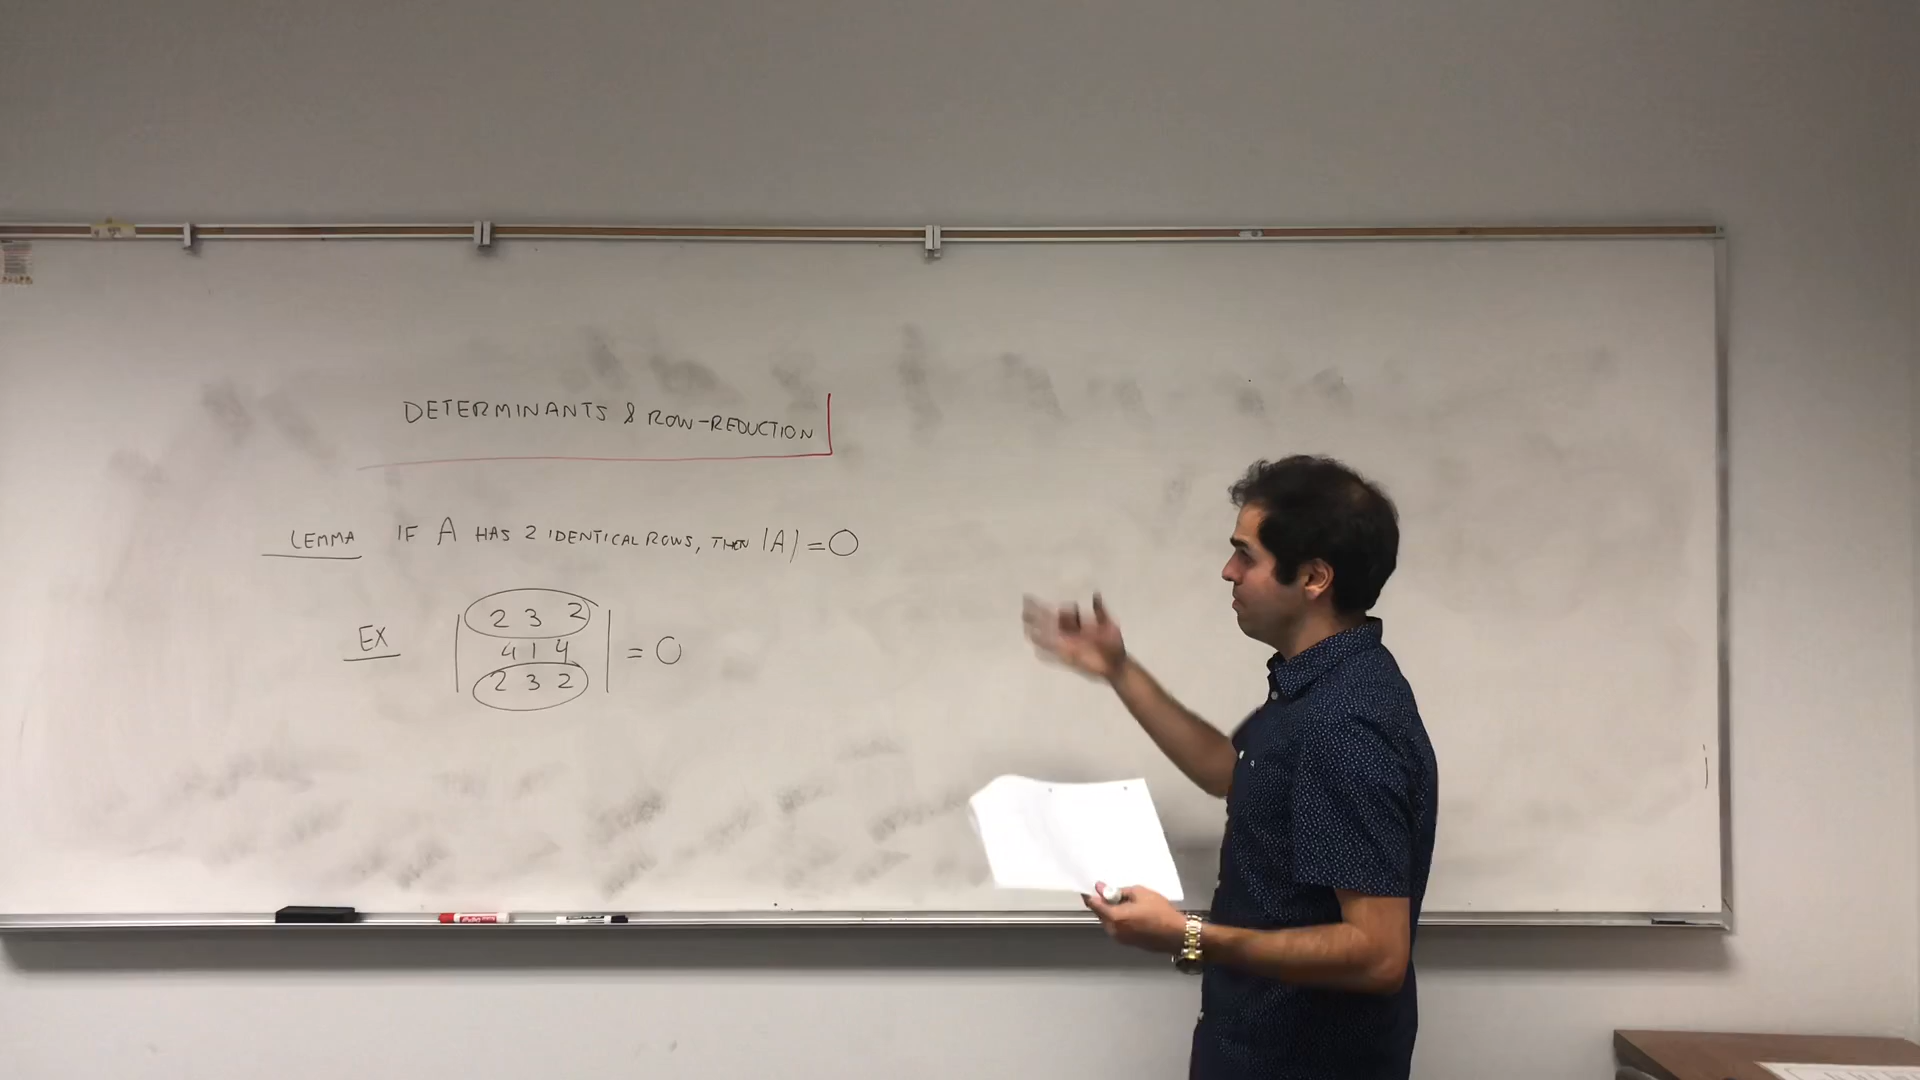 DETERMINANTS & ROW-REDUCTION
LEMMA IF A HAS 2 IDENTICAL ROWS, THEN |A| = 0
EX
2 3 2
4 1 4
2 3 2
= 0